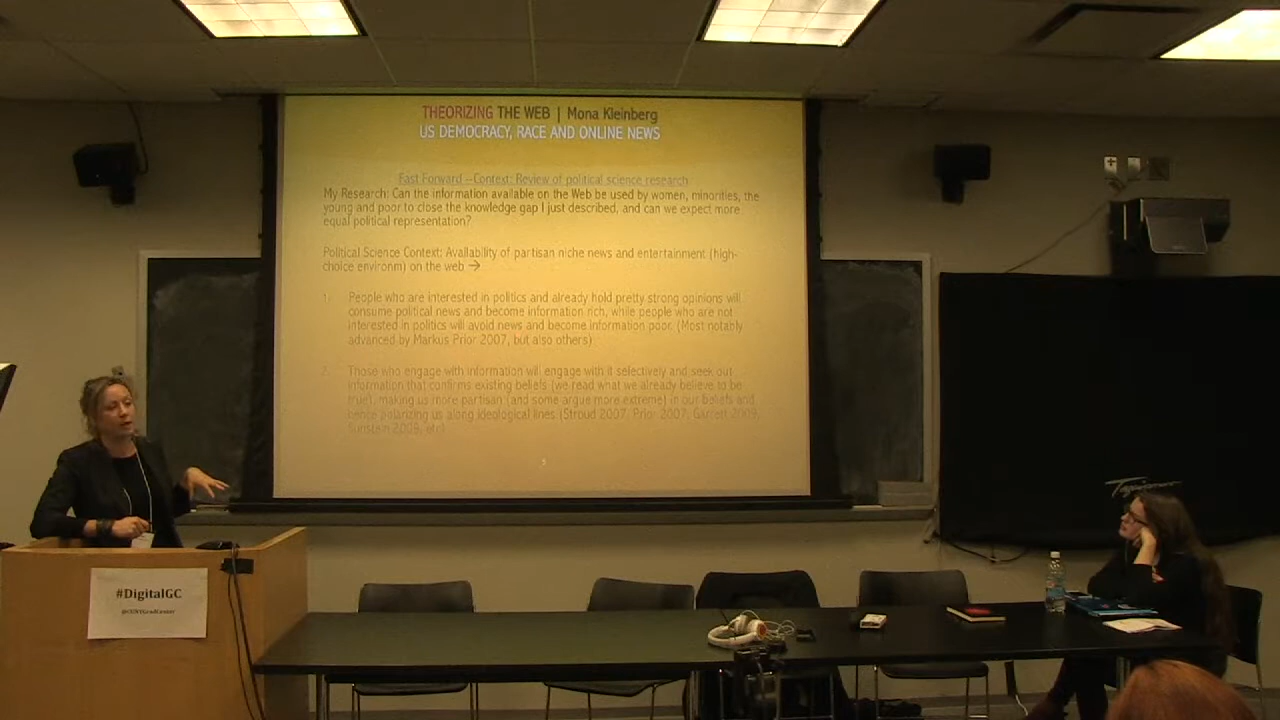 THEORIZING THE WEB | Mona Kleinberg
US DEMOCRACY, RACE AND ONLINE NEWS
Fast Forward –Context: Review of political science research
My Research: Can the information available on the Web be used by women, minorities, the
young and poor to close the knowledge gap I just described, and can we expect more
equal political representation?
Political Science Context: Availability of partisan niche news and entertainment (high-
choice environm) on the web →
1. People who are interested in politics and already hold pretty strong opinions will
consume political news and become information rich, while people who are not
interested in politics will avoid news and become information poor. (Most notably
advanced by Markus Prior 2007, but also others)
2. Those who engage with information will engage with it selectively and seek out
information that confirms existing beliefs (we read what we already believe to be
true), making us more partisan (and some argue more extreme) in our beliefs and
hence polarizing us along ideological lines (Stroud 2007, Prior 2007, Garrett 2009,
Sunstein 2009, etc)
#DigitalGC
@CUNYGradCenter